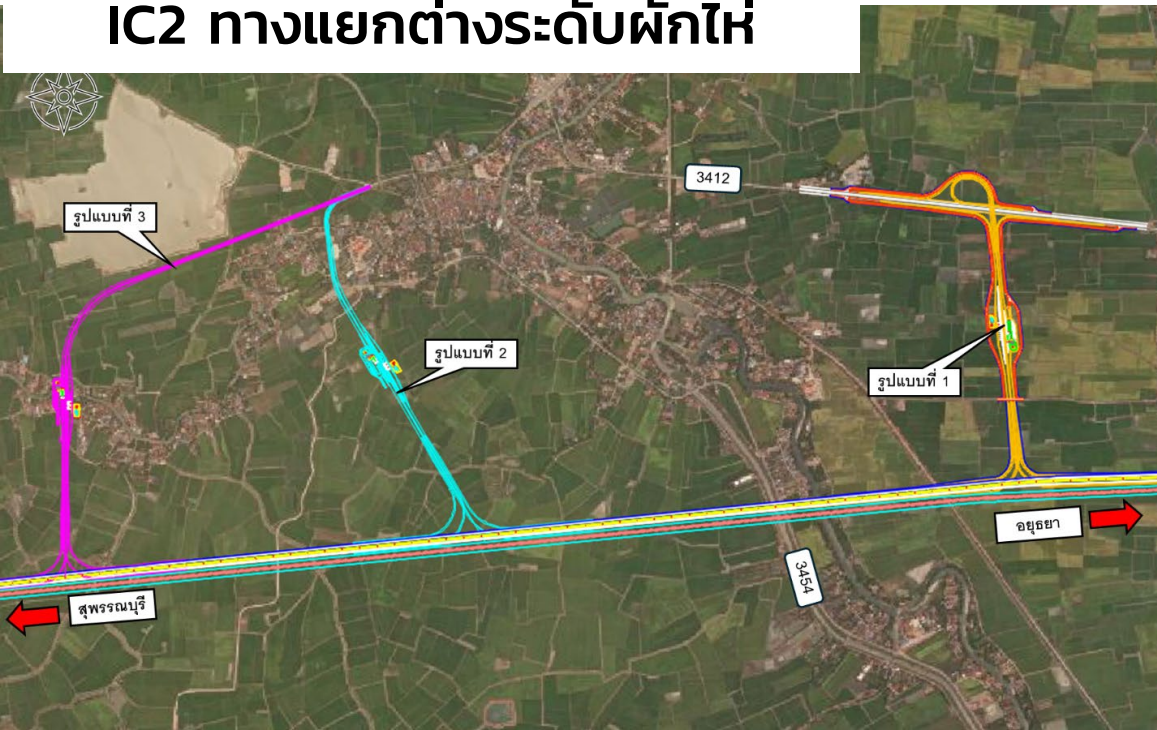 IC2 ทางแยกต่างระดับผักไห่
3412
รูปแบบที่ 3
รูปแบบที่ 2
รูปแบบที่ 1
อยุธยา
3454
สุพรรณบุรี